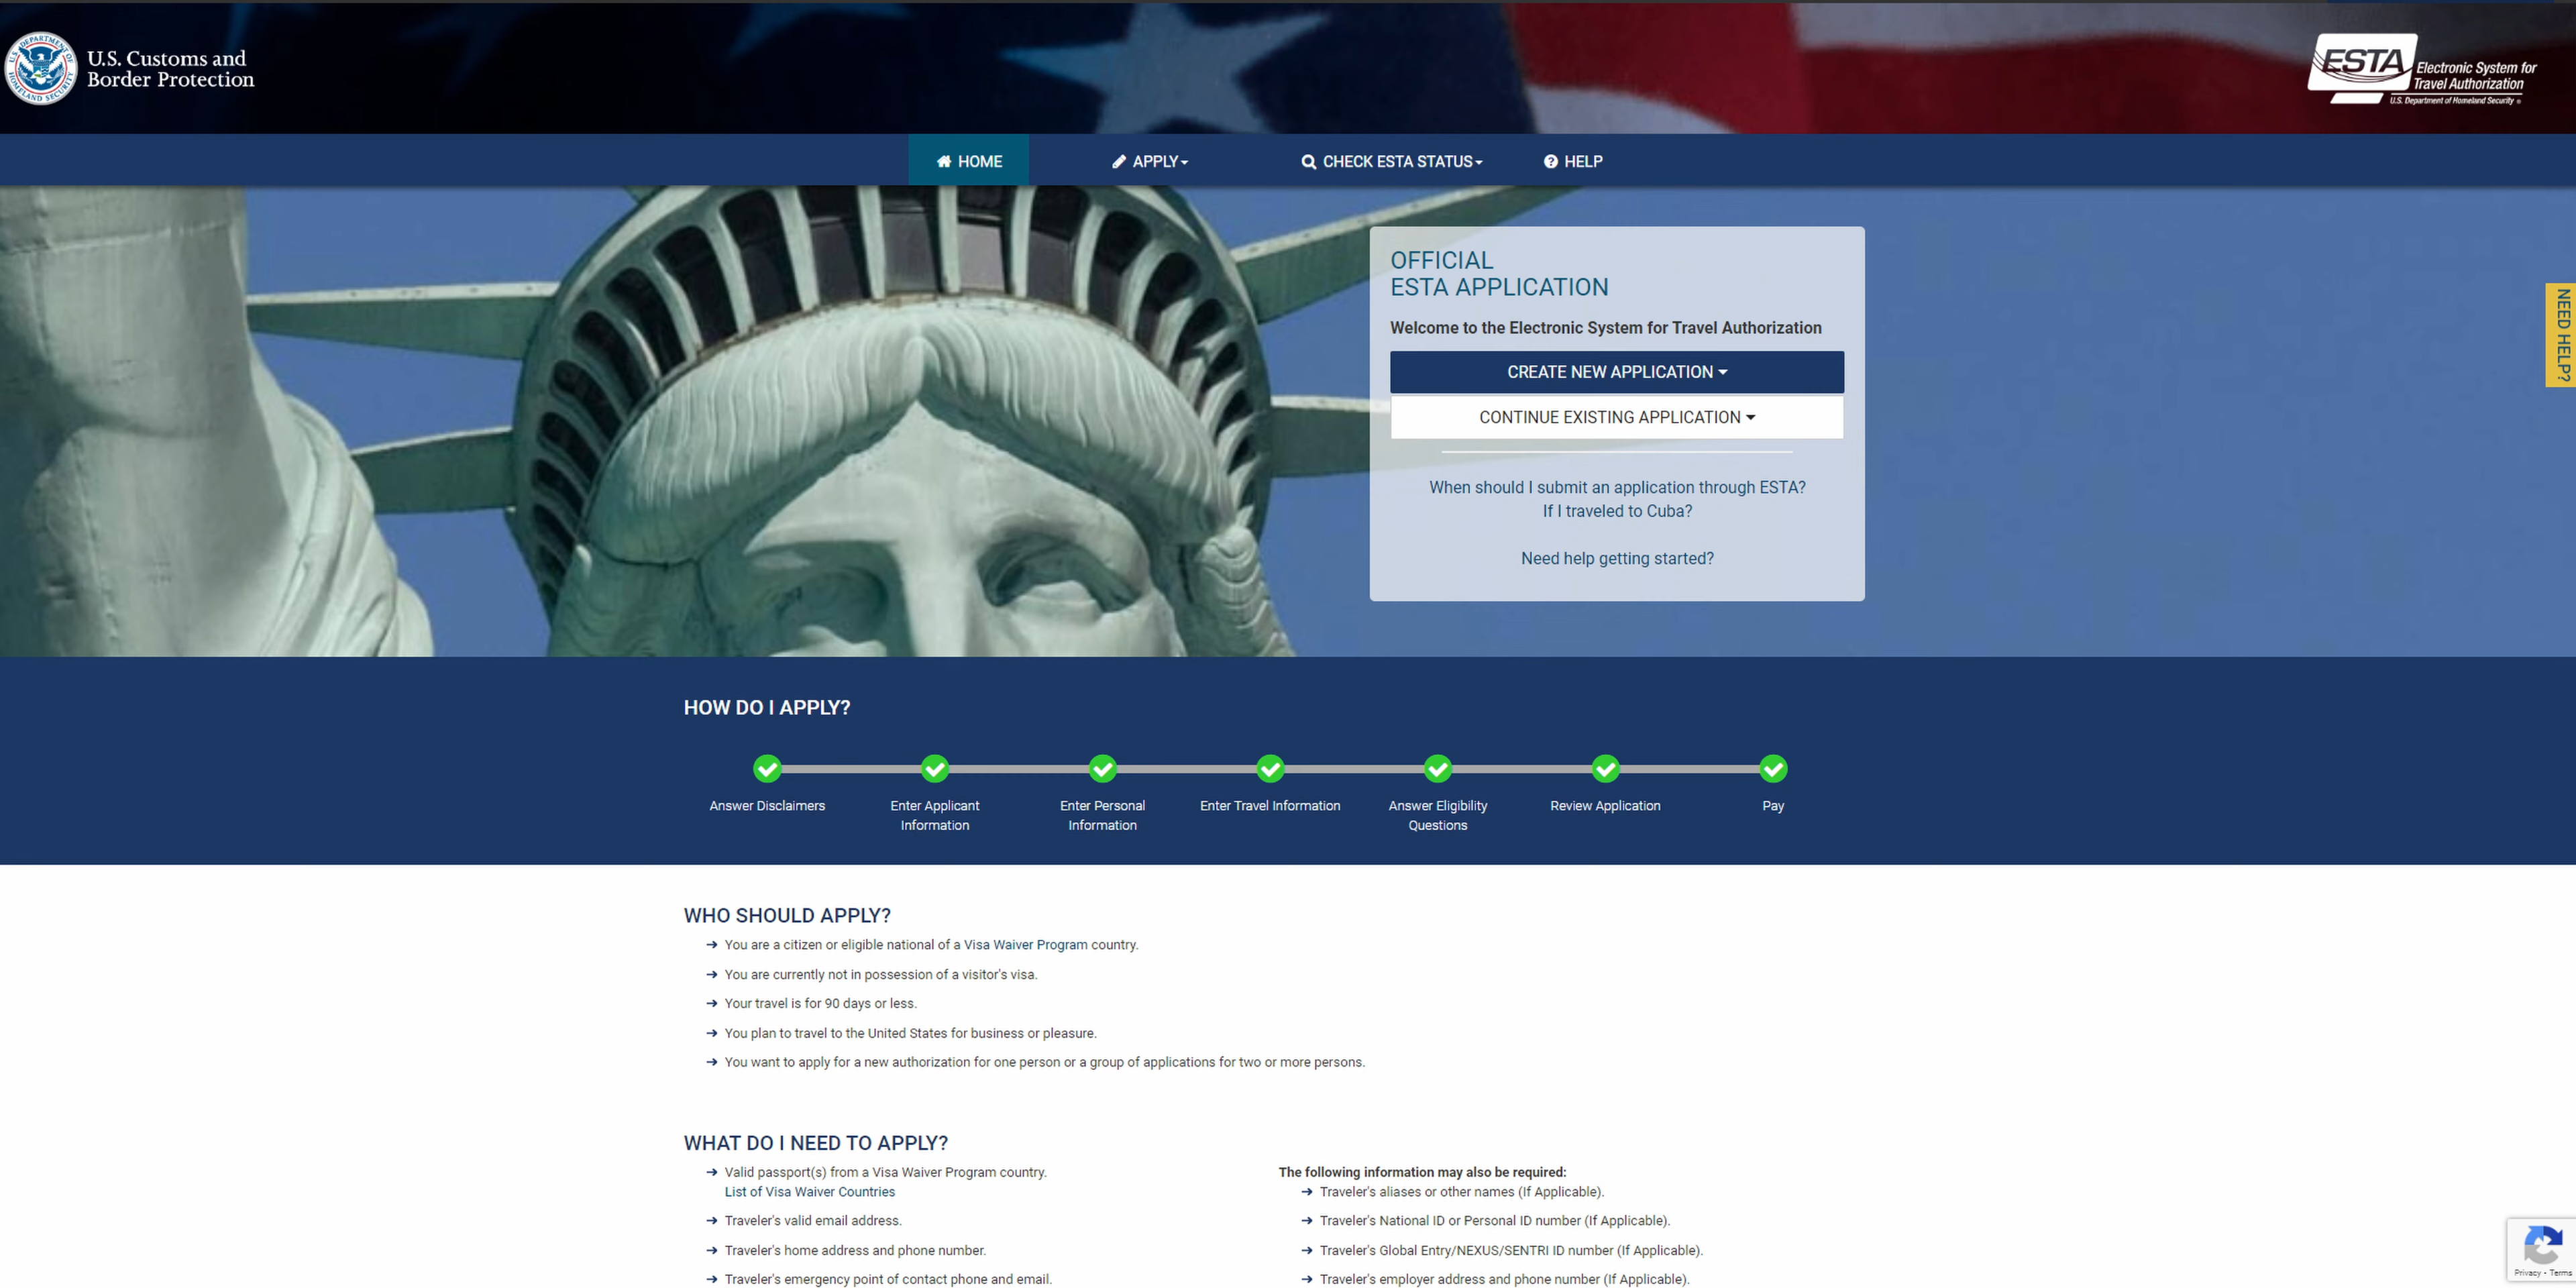 U.S. Customs and
Border Protection
ESTA
Electronic System for
Travel Authorization
U.S. Department of Homeland Security
HOME
APPLY
CHECK ESTA STATUS
HELP
OFFICIAL
ESTA APPLICATION
Welcome to the Electronic System for Travel Authorization
CREATE NEW APPLICATION
CONTINUE EXISTING APPLICATION
When should I submit an application through ESTA?
If I traveled to Cuba?
Need help getting started?
NEED HELP?
HOW DO I APPLY?
Answer Disclaimers
Enter Applicant
Information
Enter Personal
Information
Enter Travel Information
Answer Eligibility
Questions
Review Application
Pay
WHO SHOULD APPLY?
You are a citizen or eligible national of a Visa Waiver Program country.
You are currently not in possession of a visitor's visa.
Your travel is for 90 days or less.
You plan to travel to the United States for business or pleasure.
You want to apply for a new authorization for one person or a group of applications for two or more persons.
WHAT DO I NEED TO APPLY?
Valid passport(s) from a Visa Waiver Program country.
List of Visa Waiver Countries
Traveler's valid email address.
Traveler's home address and phone number.
Traveler's emergency point of contact phone and email.
The following information may also be required:
Traveler's aliases or other names (If Applicable).
Traveler's National ID or Personal ID number (If Applicable).
Traveler's Global Entry/NEXUS/SENTRI ID number (If Applicable).
Traveler's employer address and phone number (If Applicable).
Privacy - Terms